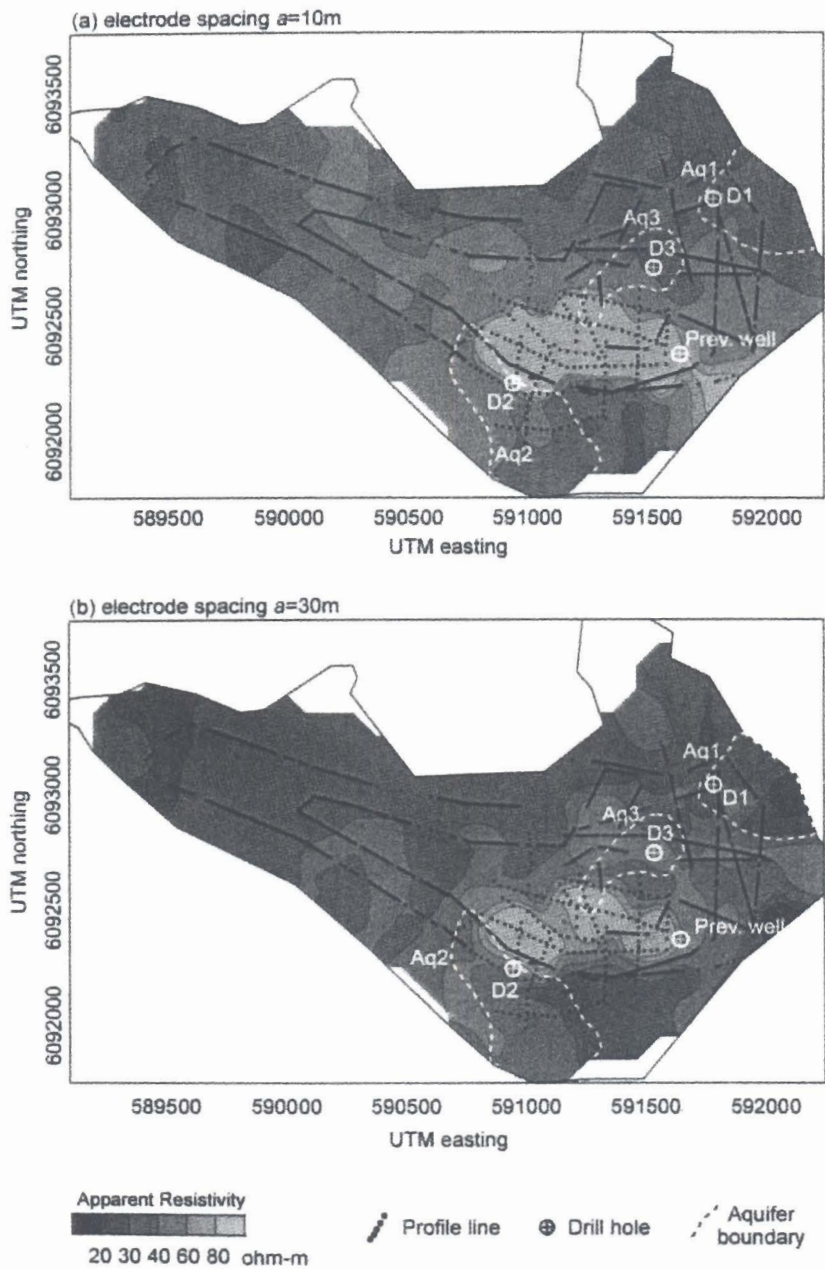 (a) electrode spacing a=10m
6093500
6093000
6092500
6092000
UTM northing
Aq1
D1
Aq3
D3
Prev. well
D2
Aq2
589500 590000 590500 591000 591500 592000
UTM easting
(b) electrode spacing a=30m
6093500
6093000
6092500
6092000
UTM northing
Aq1
D1
Aq3
D3
Prev. well
Aq2
D2
589500 590000 590500 591000 591500 592000
UTM easting
Apparent Resistivity
20 30 40 60 80 ohm-m
Profile line
Drill hole
Aquifer
boundary